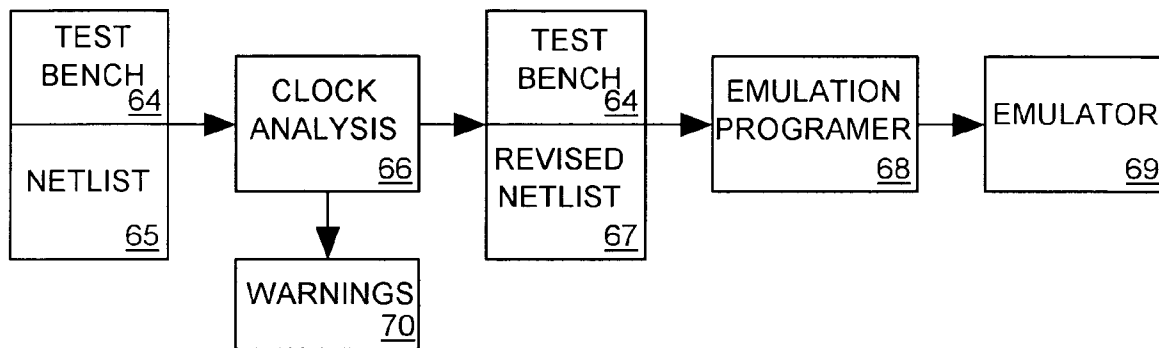 TEST
BENCH
64
NETLIST
65
CLOCK
ANALYSIS
66
WARNINGS
70
TEST
BENCH
64
REVISED
NETLIST
67
EMULATION
PROGRAMER
68
EMULATOR
69